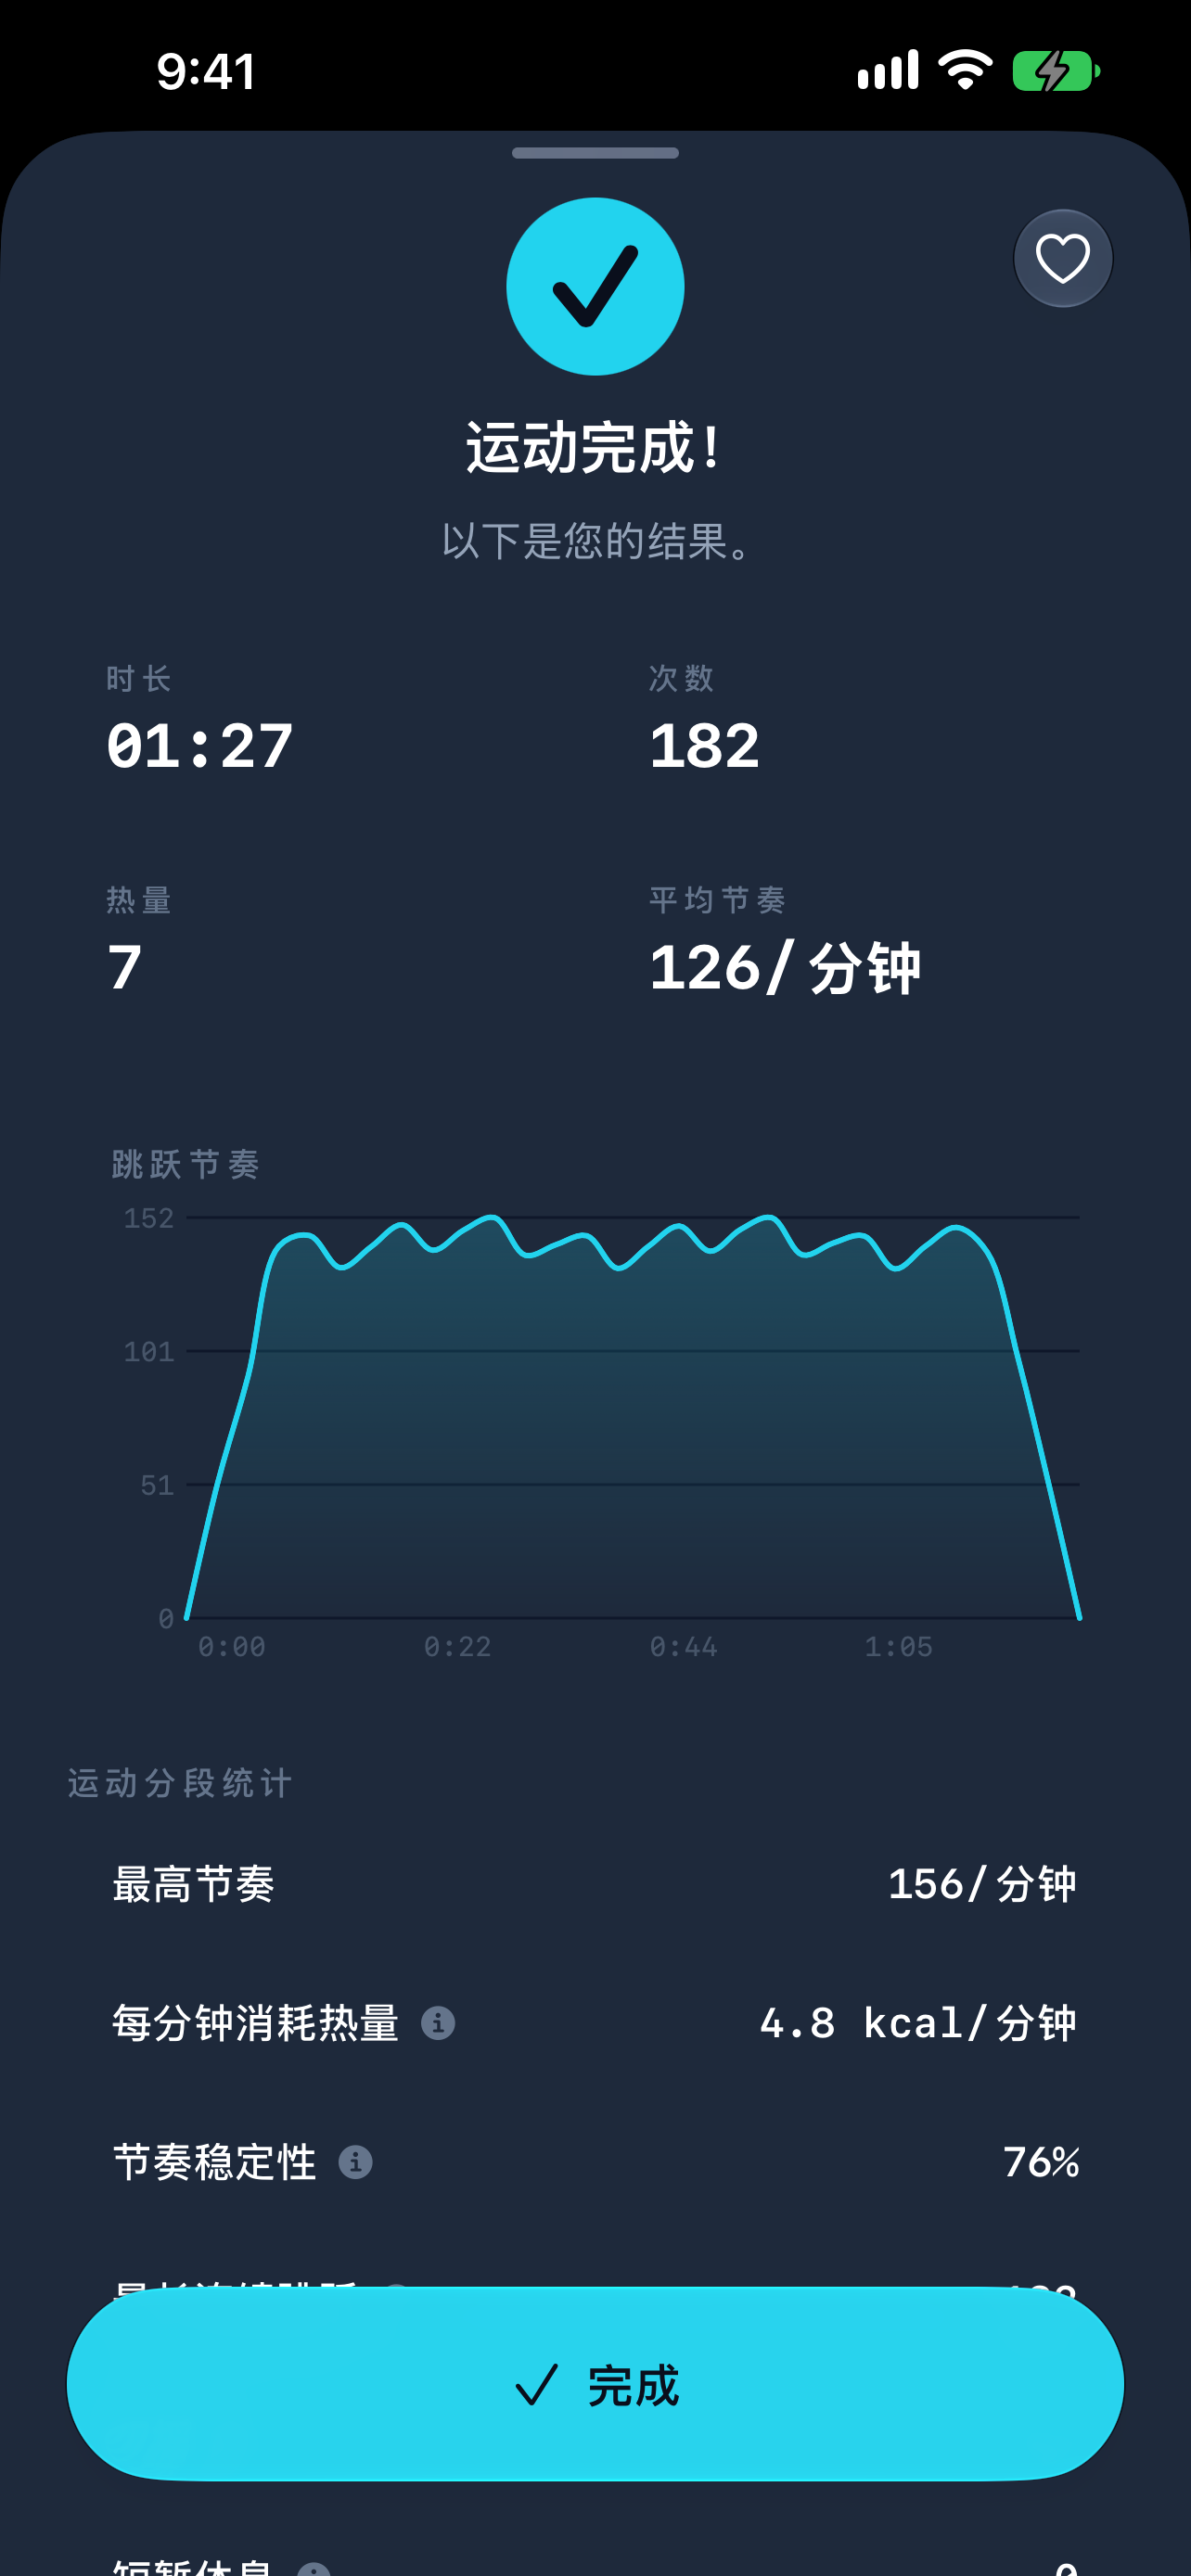 9:41
运动完成！
以下是您的结果。
时长
01:27
次数
182
热量
7
平均节奏
126/分钟
跳跃节奏
152
101
51
0
0:00 0:22 0:44 1:05
运动分段统计
最高节奏 156/分钟
每分钟消耗热量 4.8 kcal/分钟
节奏稳定性 76%
完成